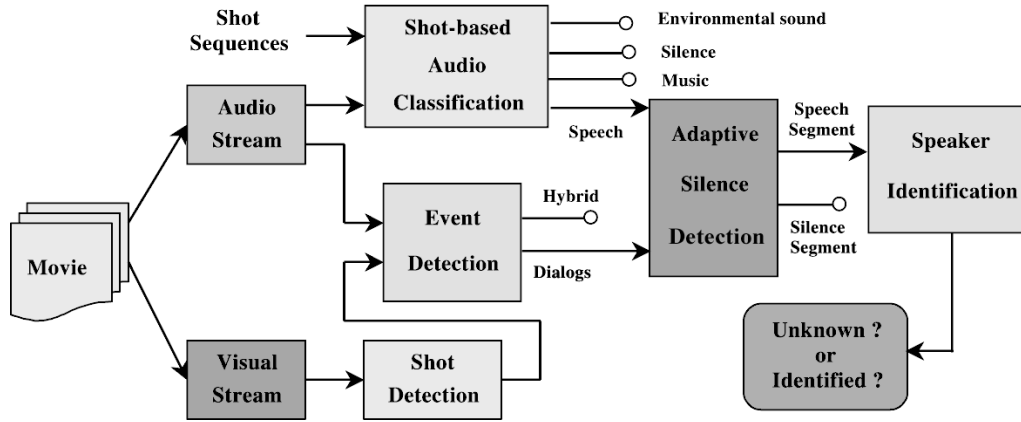 Shot
Sequences
Shot-based
Audio
Classification
Environmental sound
Silence
Music
Speech
Audio
Stream
Movie
Event
Detection
Hybrid
Dialogs
Adaptive
Silence
Detection
Speech
Segment
Silence
Segment
Speaker
Identification
Visual
Stream
Shot
Detection
Unknown ?
or
Identified ?